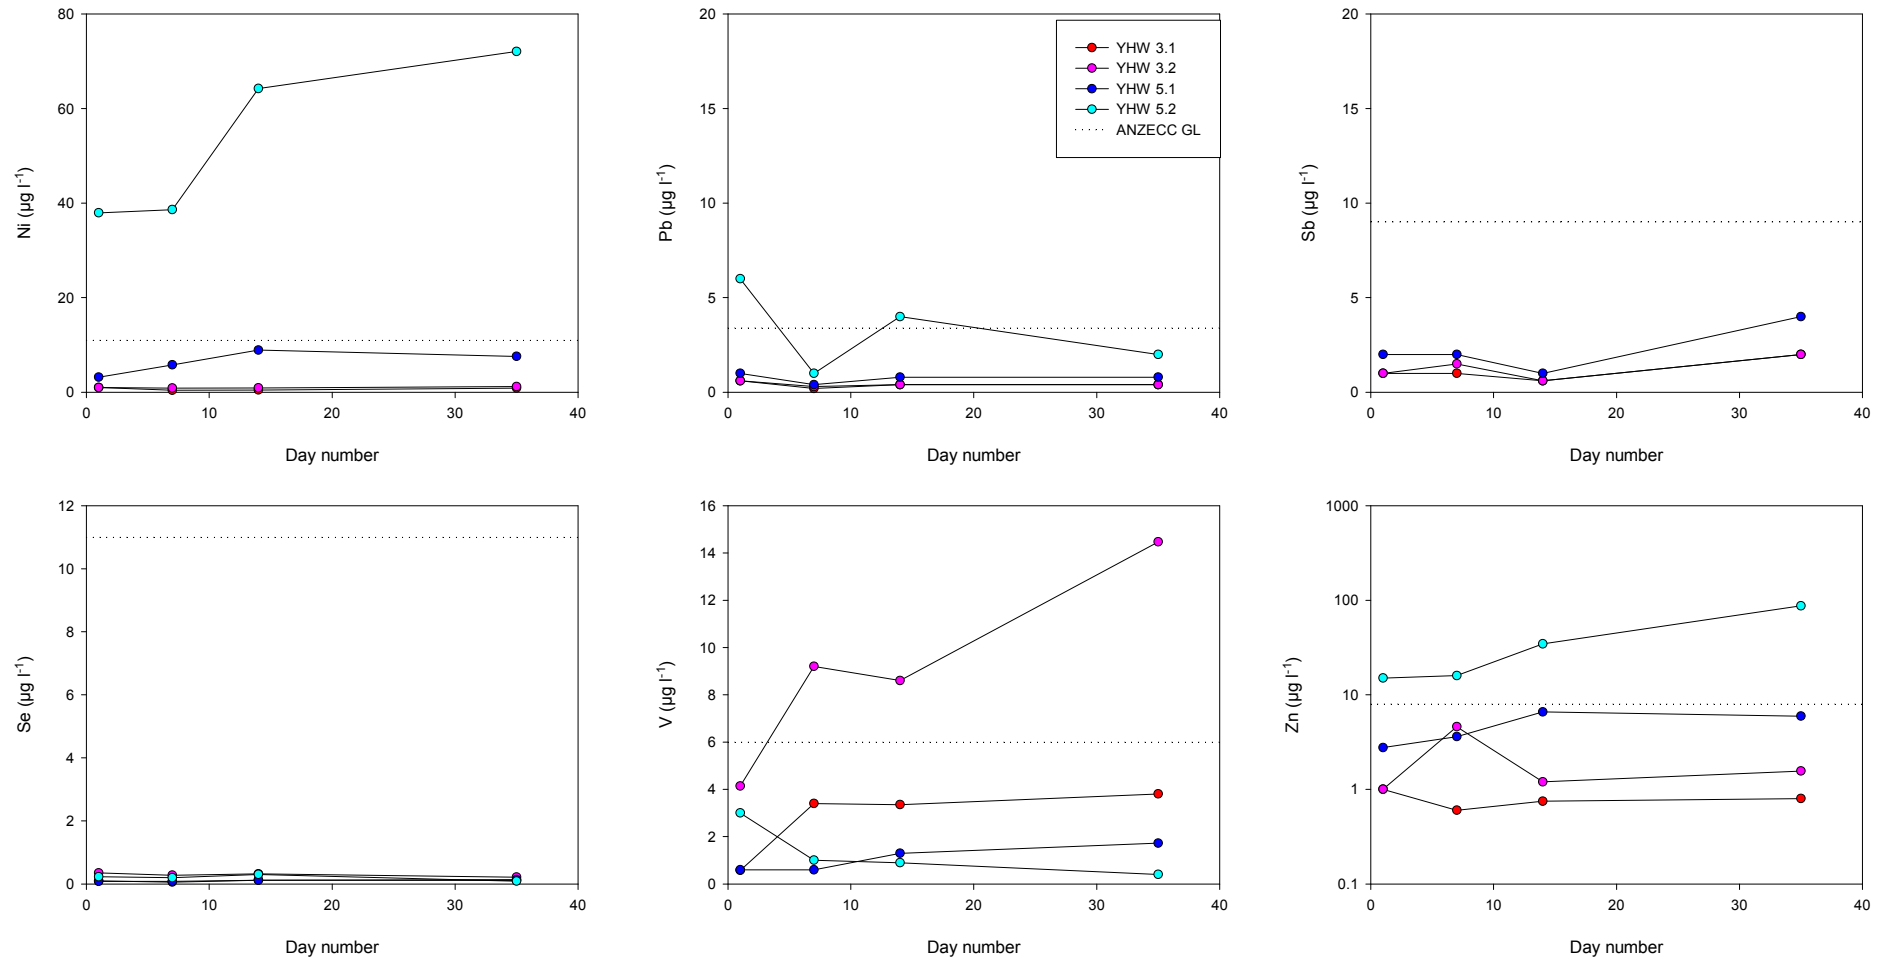 80
60
40
20
0
Ni (µg l-1)
0 10 20 30 40
Day number
20
15
10
5
0
Pb (µg l-1)
0 10 20 30 40
Day number
YHW 3.1
YHW 3.2
YHW 5.1
YHW 5.2
ANZECC GL
20
15
10
5
0
Sb (µg l-1)
0 10 20 30 40
Day number
12
10
8
6
4
2
0
Se (µg l-1)
0 10 20 30 40
Day number
16
14
12
10
8
6
4
2
0
V (µg l-1)
0 10 20 30 40
Day number
1000
100
10
1
0.1
Zn (µg l-1)
0 10 20 30 40
Day number